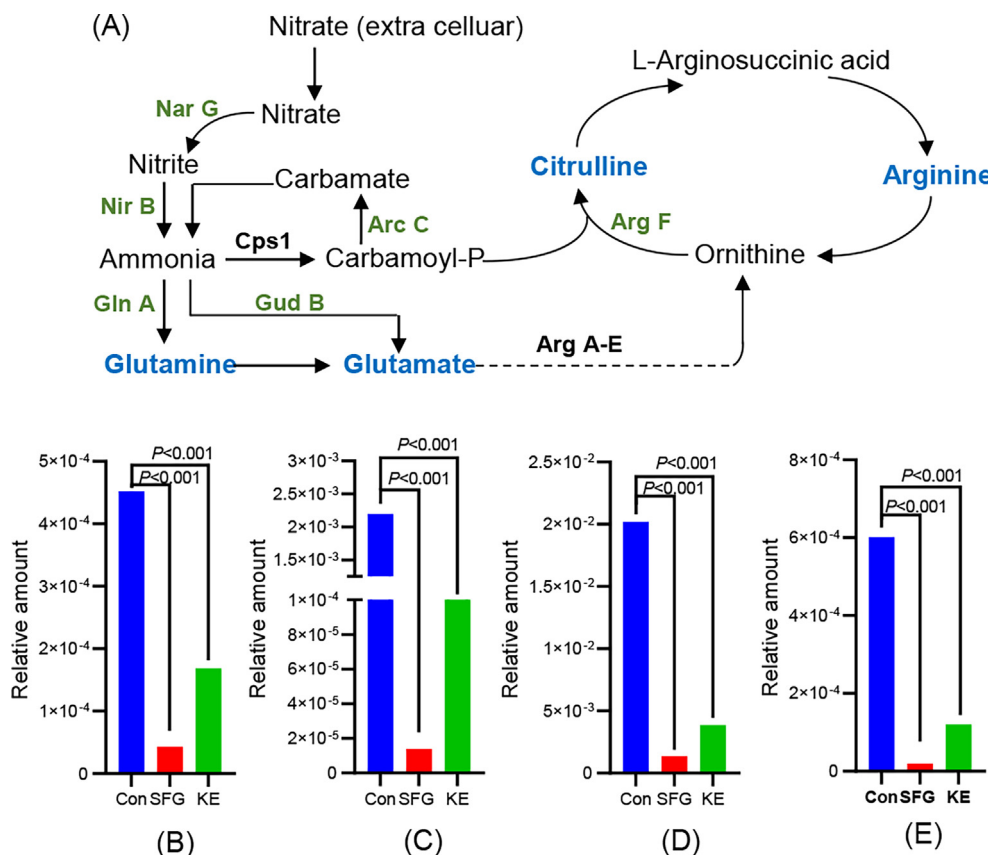 (A)
Nitrate (extra celluar)
L-Arginosuccinic acid
Nar G
Nitrate
Nitrite
Citrulline
Arginine
Carbamate
Nir B
Arc C
Arg F
Cps1
Ammonia
Carbamoyl-P
Ornithine
Gln A
Gud B
Arg A-E
Glutamine
Glutamate
Relative amount
5×10⁻⁴
4×10⁻⁴
3×10⁻⁴
2×10⁻⁴
1×10⁻⁴
0
P<0.001
P<0.001
Con SFG KE
(B)
Relative amount
3×10⁻³
2.5×10⁻³
2×10⁻³
1.5×10⁻³
1×10⁻⁴
8×10⁻⁵
6×10⁻⁵
4×10⁻⁵
2×10⁻⁵
0
P<0.001
P<0.001
Con SFG KE
(C)
Relative amount
2.5×10⁻²
2×10⁻²
1.5×10⁻²
1×10⁻²
5×10⁻³
0
P<0.001
P<0.001
Con SFG KE
(D)
Relative amount
8×10⁻⁴
6×10⁻⁴
4×10⁻⁴
2×10⁻⁴
0
P<0.001
P<0.001
Con SFG KE
(E)